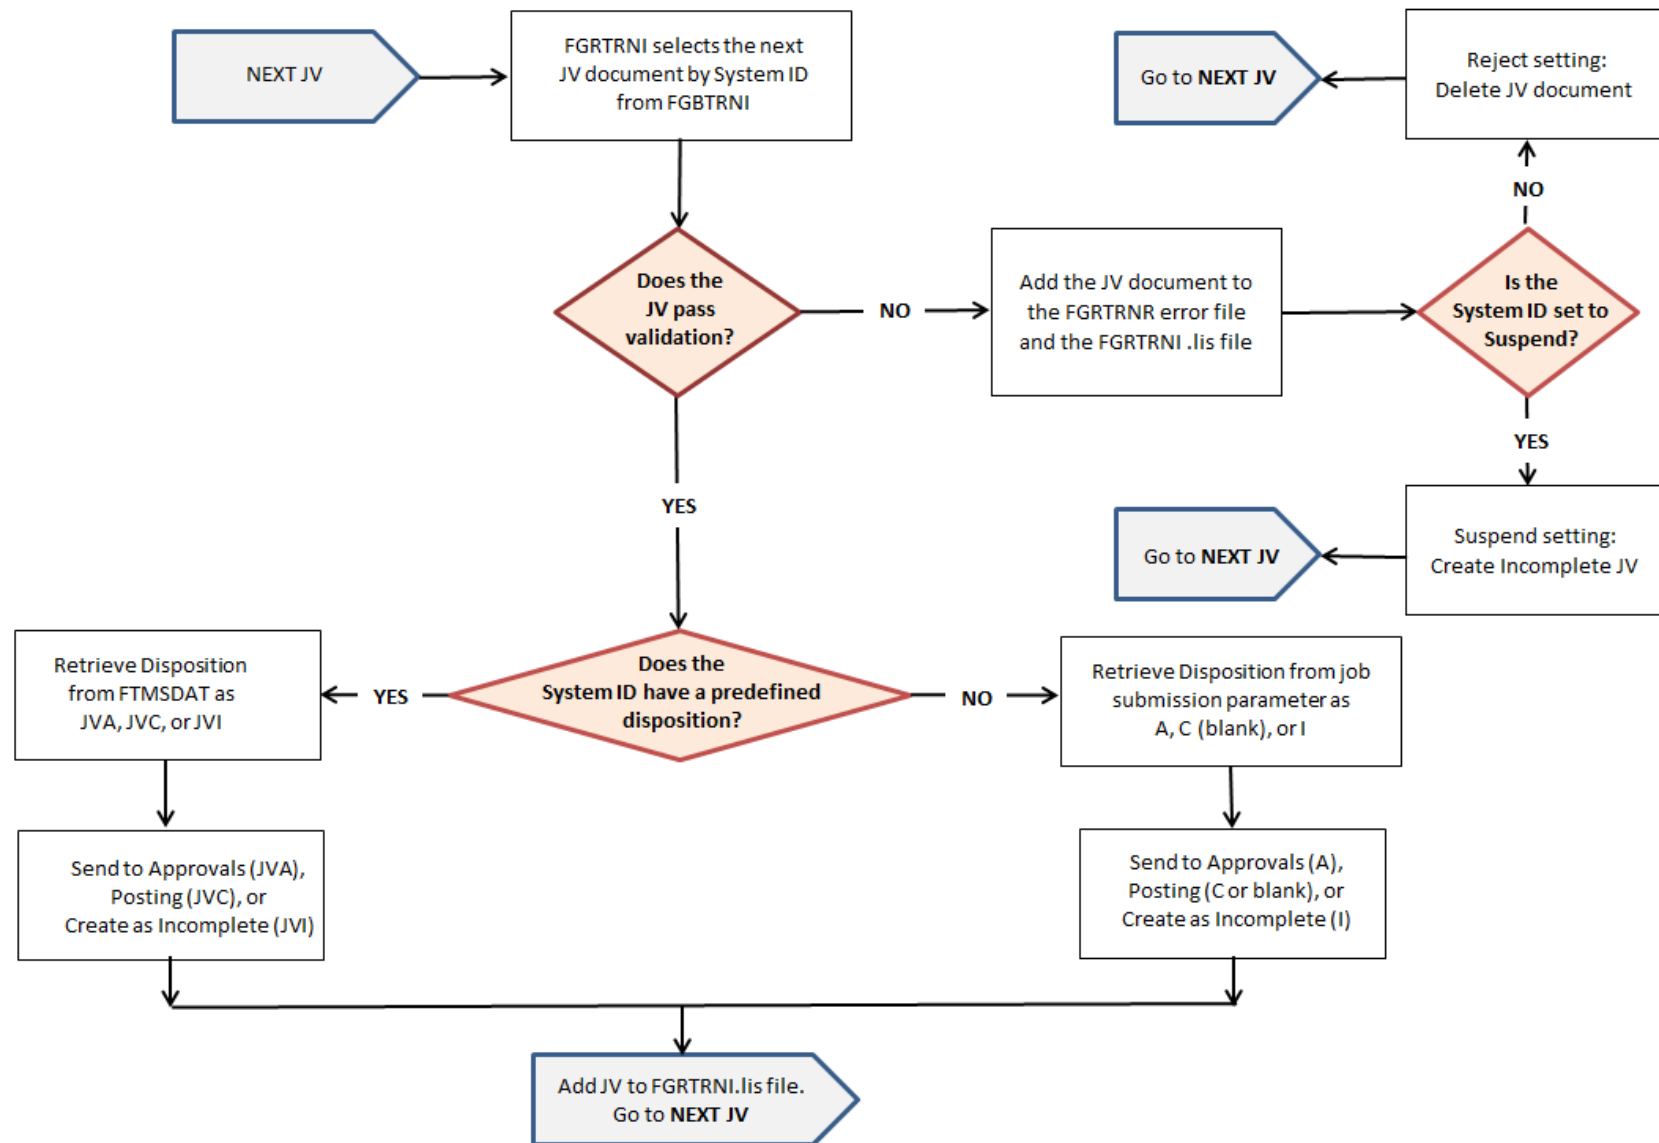 NEXT JV
FGRTRNI selects the next
JV document by System ID
from FGBTRNI
Go to NEXT JV
Reject setting:
Delete JV document
NO
Does the
JV pass
validation?
NO
Add the JV document to
the FGRTRNR error file
and the FGRTRNI .lis file
Is the
System ID set to
Suspend?
YES
YES
Go to NEXT JV
Suspend setting:
Create Incomplete JV
Retrieve Disposition
from FTMSDAT as
JVA, JVC, or JVI
YES
Does the
System ID have a predefined
disposition?
NO
Retrieve Disposition from job
submission parameter as
A, C (blank), or I
Send to Approvals (JVA),
Posting (JVC), or
Create as Incomplete (JVI)
Send to Approvals (A),
Posting (C or blank), or
Create as Incomplete (I)
Add JV to FGRTRNI.lis file.
Go to NEXT JV